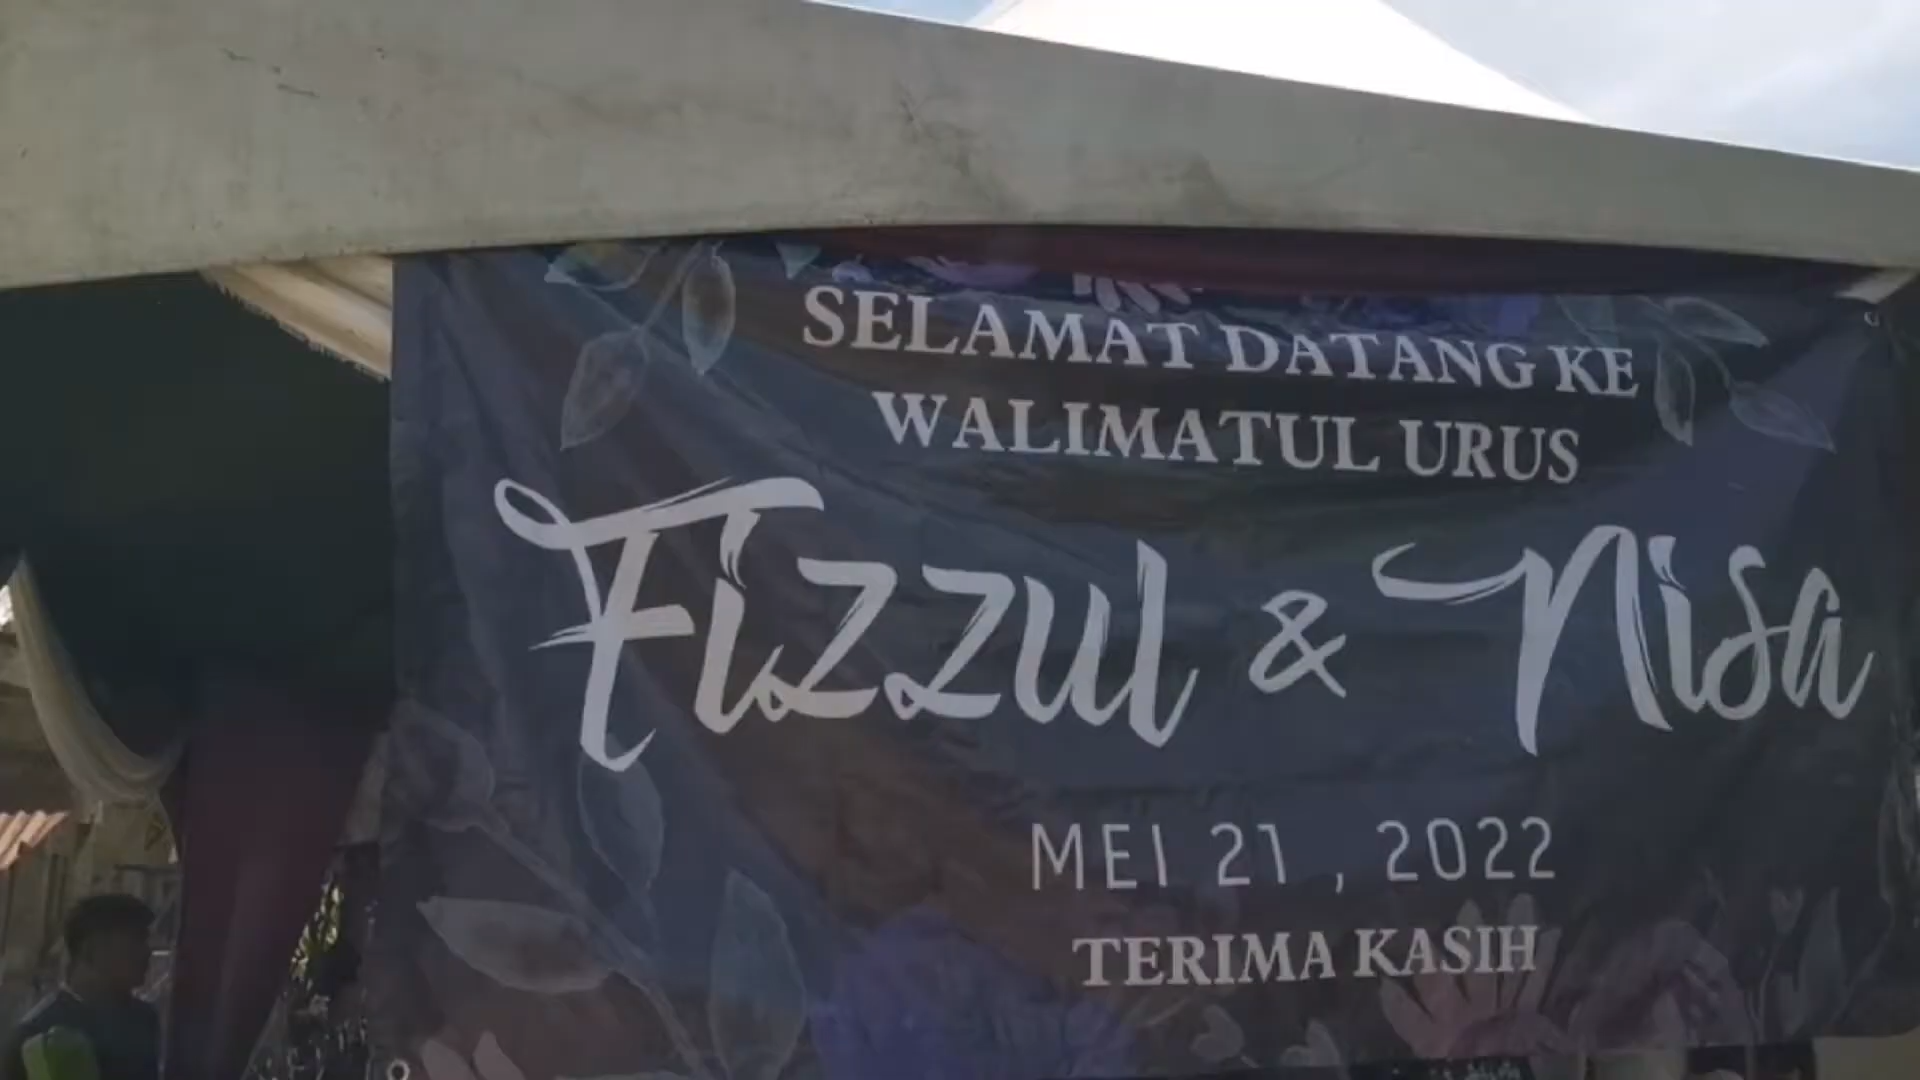 SELAMAT DATANG KE
WALIMATUL URUS
Fizzul & Nisa
MEI 21 , 2022
TERIMA KASIH